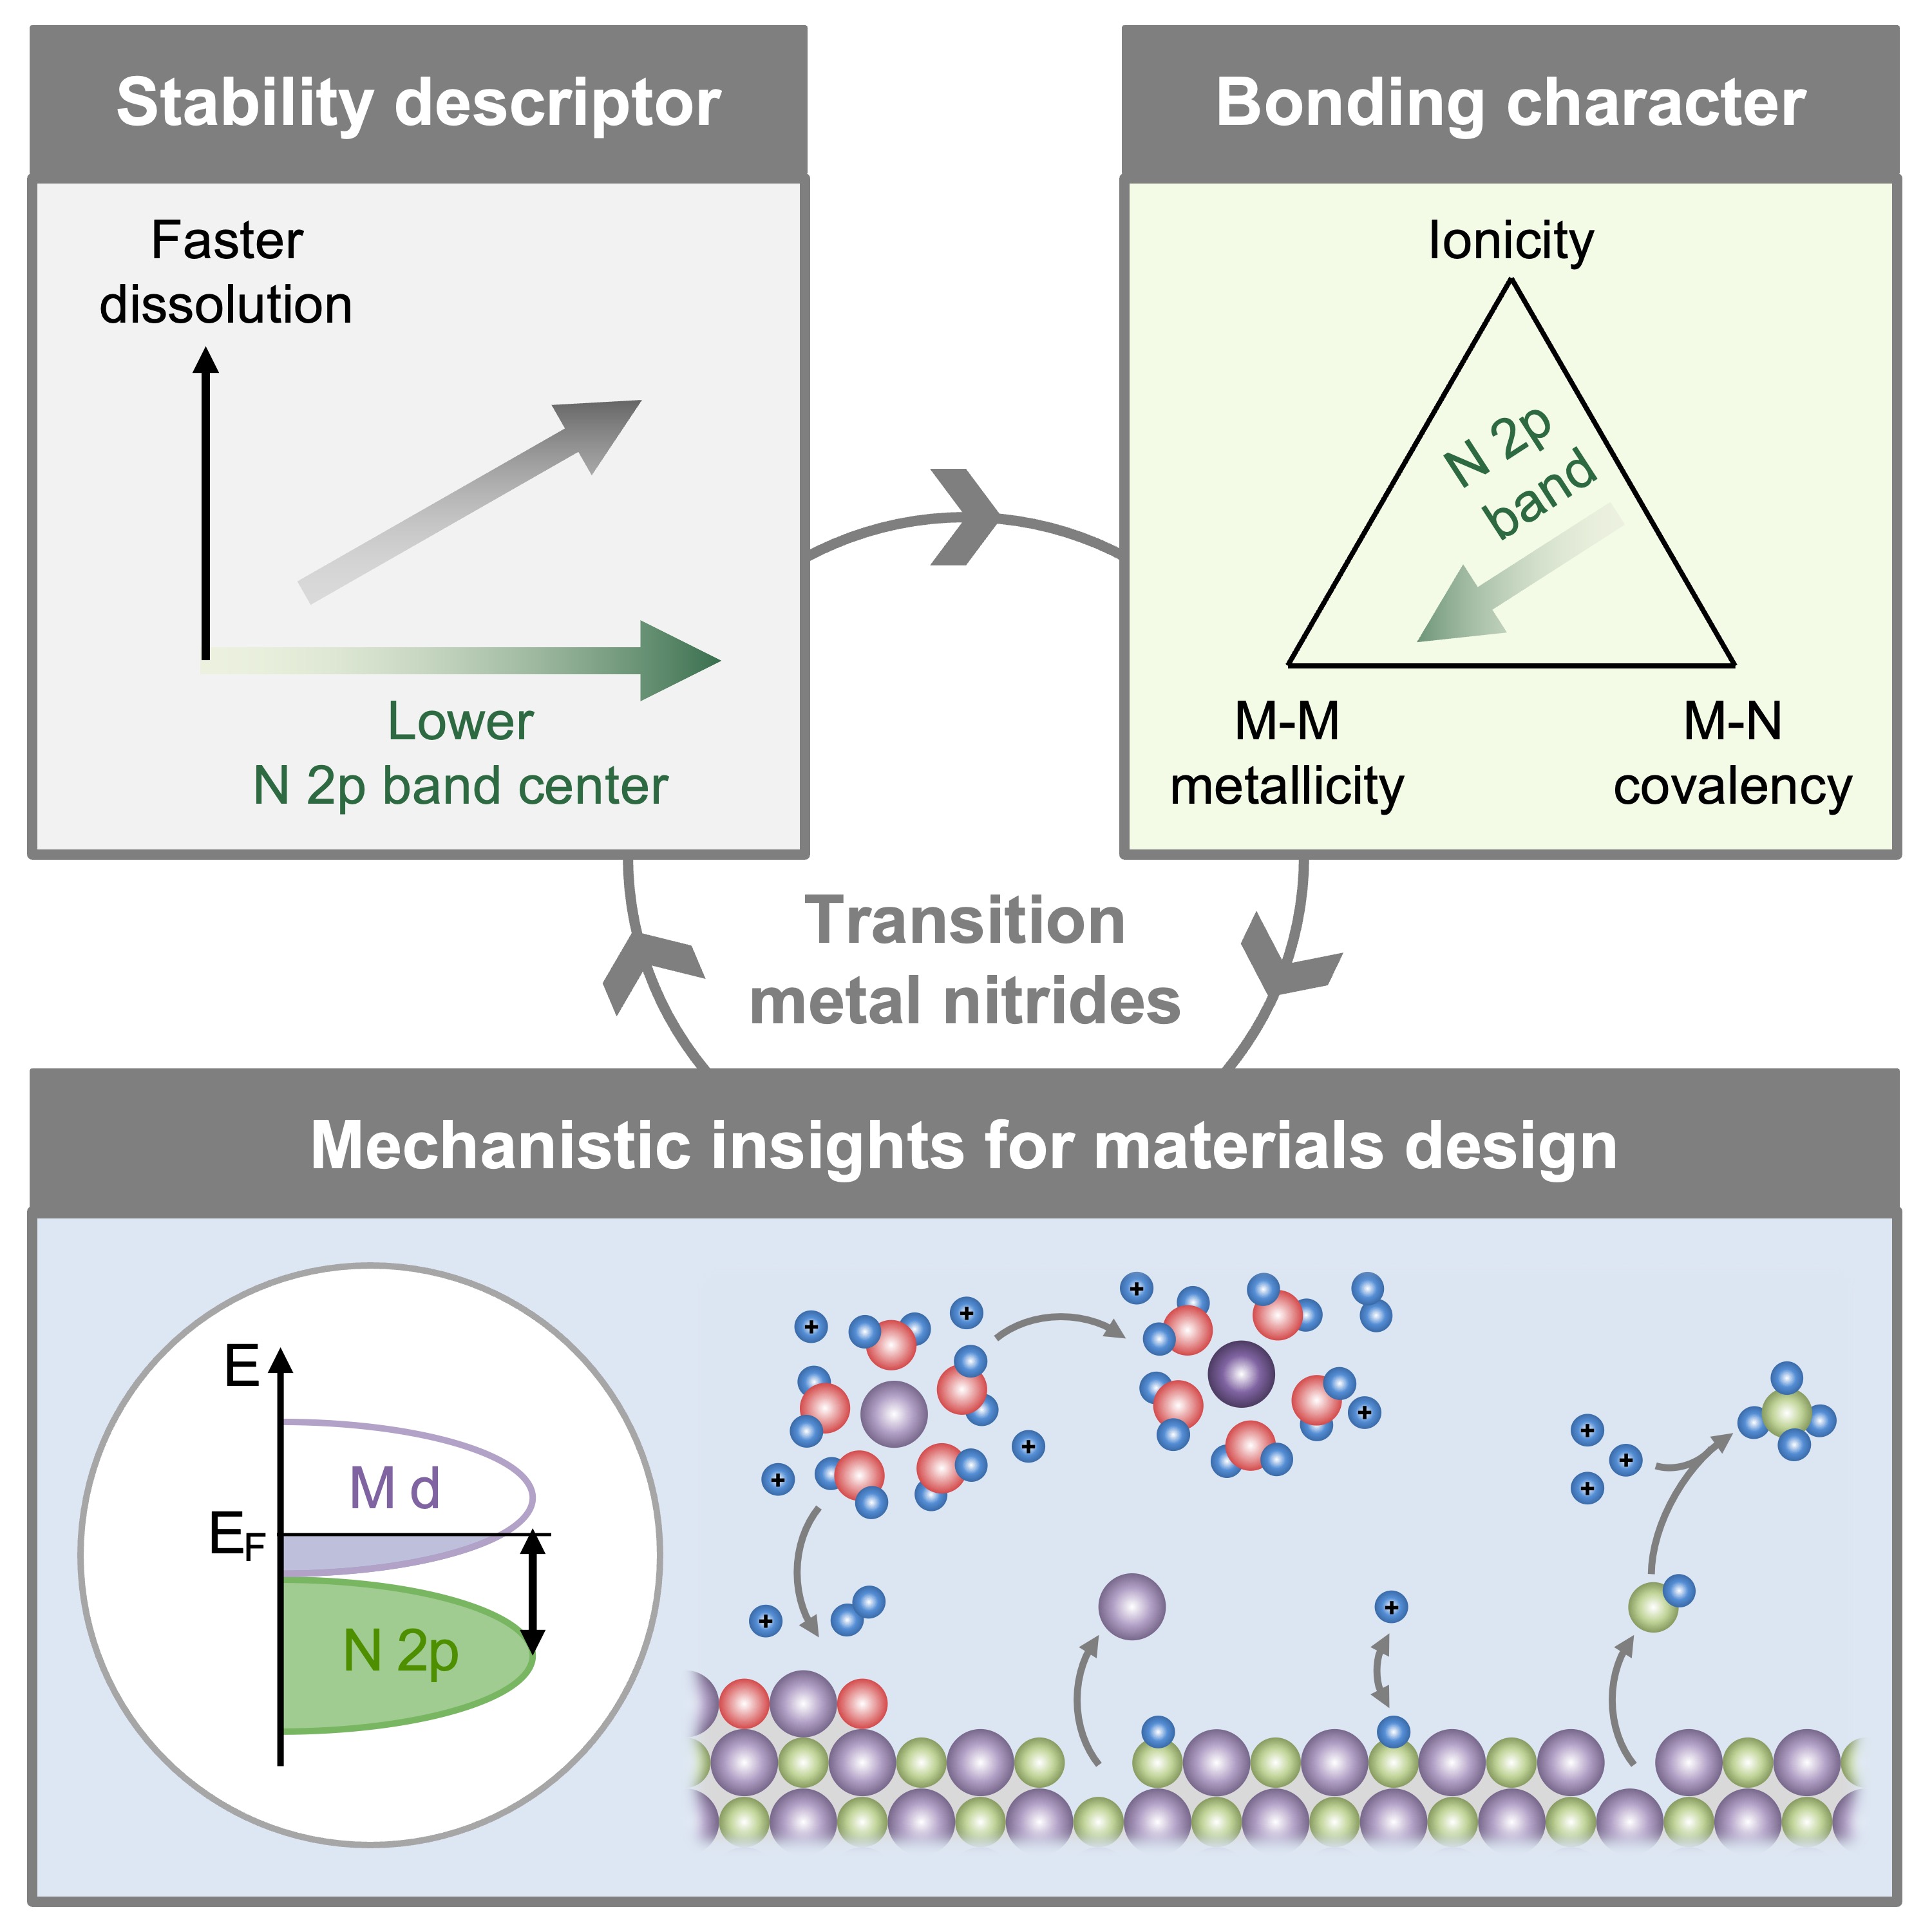 Stability descriptor
Faster
dissolution
Lower
N 2p band center
Bonding character
Ionicity
N 2p
band
M-M
metallicity
M-N
covalency
Transition
metal nitrides
Mechanistic insights for materials design
E
M d
EF
N 2p
+
+
+
+
+
+
+
+
+
+
+